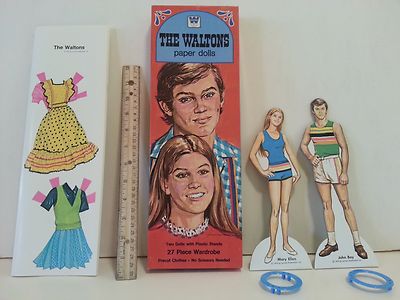 The Waltons
W
THE WALTONS
paper dolls
Two Dolls with Plastic Stands
27 Piece Wardrobe
Precut Clothes - No Scissors Needed
Mary Ellen
John Boy